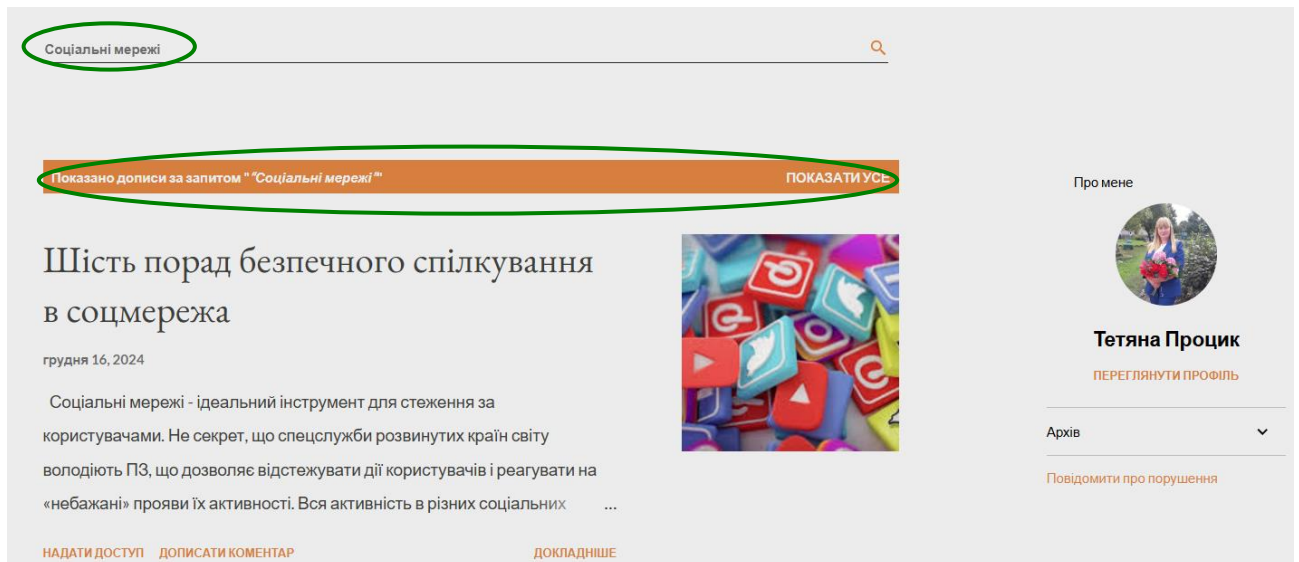 Соціальні мережі
Показано дописи за запитом " "Соціальні мережі""
ПОКАЗАТИ УСЕ
Шість порад безпечного спілкування
в соцмережа
грудня 16, 2024
Соціальні мережі - ідеальний інструмент для стеження за
користувачами. Не секрет, що спецслужби розвинутих країн світу
володіють ПЗ, що дозволяє відстежувати дії користувачів і реагувати на
«небажані» прояви їх активності. Вся активність в різних соціальних ...
НАДАТИ ДОСТУП ДОПИСАТИ КОМЕНТАР ДОКЛАДНІШЕ
Про мене
Тетяна Процик
ПЕРЕГЛЯНУТИ ПРОФІЛЬ
Архів
Повідомити про порушення